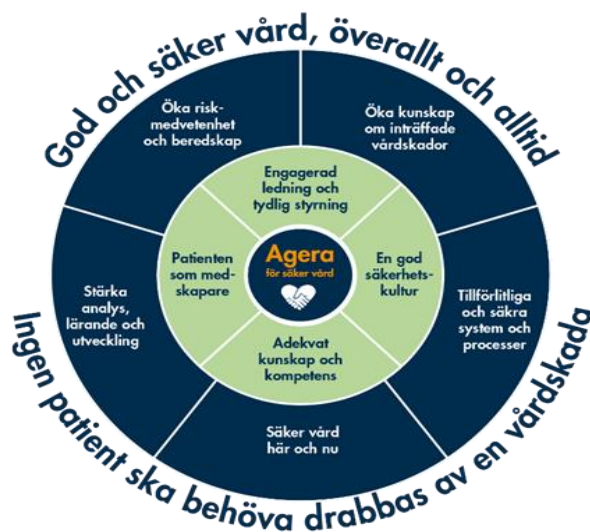 God och säker vård, överallt och alltid
Öka risk-
medvetenhet
och beredskap
Öka kunskap
om inträffade
vårdskador
Engagerad
ledning och
tydlig styrning
Patienten
som med-
skapare
Agera
för säker vård
En god
säkerhets-
kultur
Stärka
analys,
lärande och
utveckling
Tillförlitliga
och säkra
system och
processer
Adekvat
kunskap och
kompetens
Säker vård
här och nu
Ingen patient ska behöva drabbas av en vårdskada